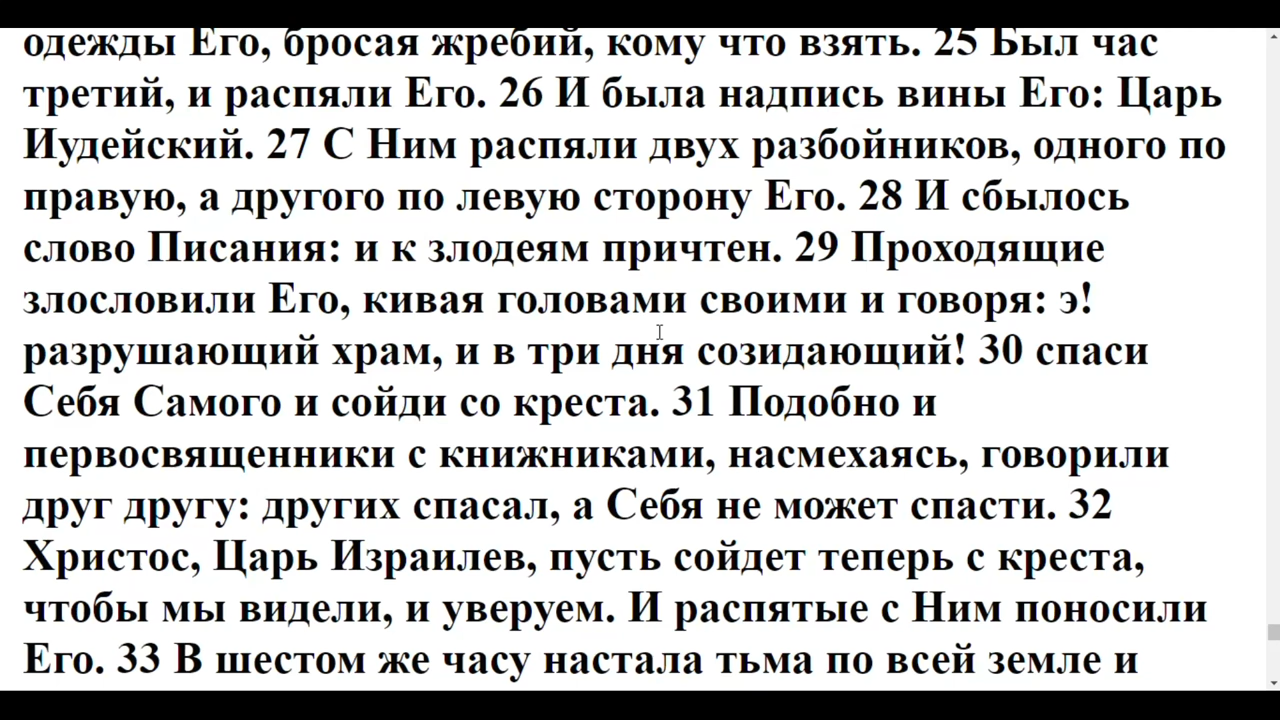 одежды Его, бросая жребий, кому что взять. 25 Был час
третий, и распяли Его. 26 И была надпись вины Его: Царь
Иудейский. 27 С Ним распяли двух разбойников, одного по
правую, а другого по левую сторону Его. 28 И сбылось
слово Писания: и к злодеям причтен. 29 Проходящие
злословили Его, кивая головами своими и говоря: э!
разрушающий храм, и в три дня созидающий! 30 спаси
Себя Самого и сойди со креста. 31 Подобно и
первосвященники с книжниками, насмехаясь, говорили
друг другу: других спасал, а Себя не может спасти. 32
Христос, Царь Израилев, пусть сойдет теперь с креста,
чтобы мы видели, и уверуем. И распятые с Ним поносили
Его. 33 В шестом же часу настала тьма по всей земле и